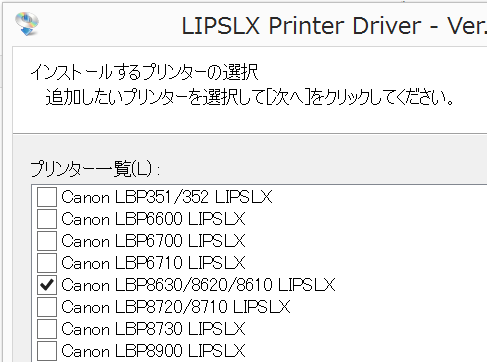 LIPSLX Printer Driver - Ver.
インストールするプリンターの選択
追加したいプリンターを選択して[次へ]をクリックしてください。
プリンター一覧(L) :
Canon LBP351/352 LIPSLX
Canon LBP6600 LIPSLX
Canon LBP6700 LIPSLX
Canon LBP6710 LIPSLX
Canon LBP8630/8620/8610 LIPSLX
Canon LBP8720/8710 LIPSLX
Canon LBP8730 LIPSLX
Canon LBP8900 LIPSLX